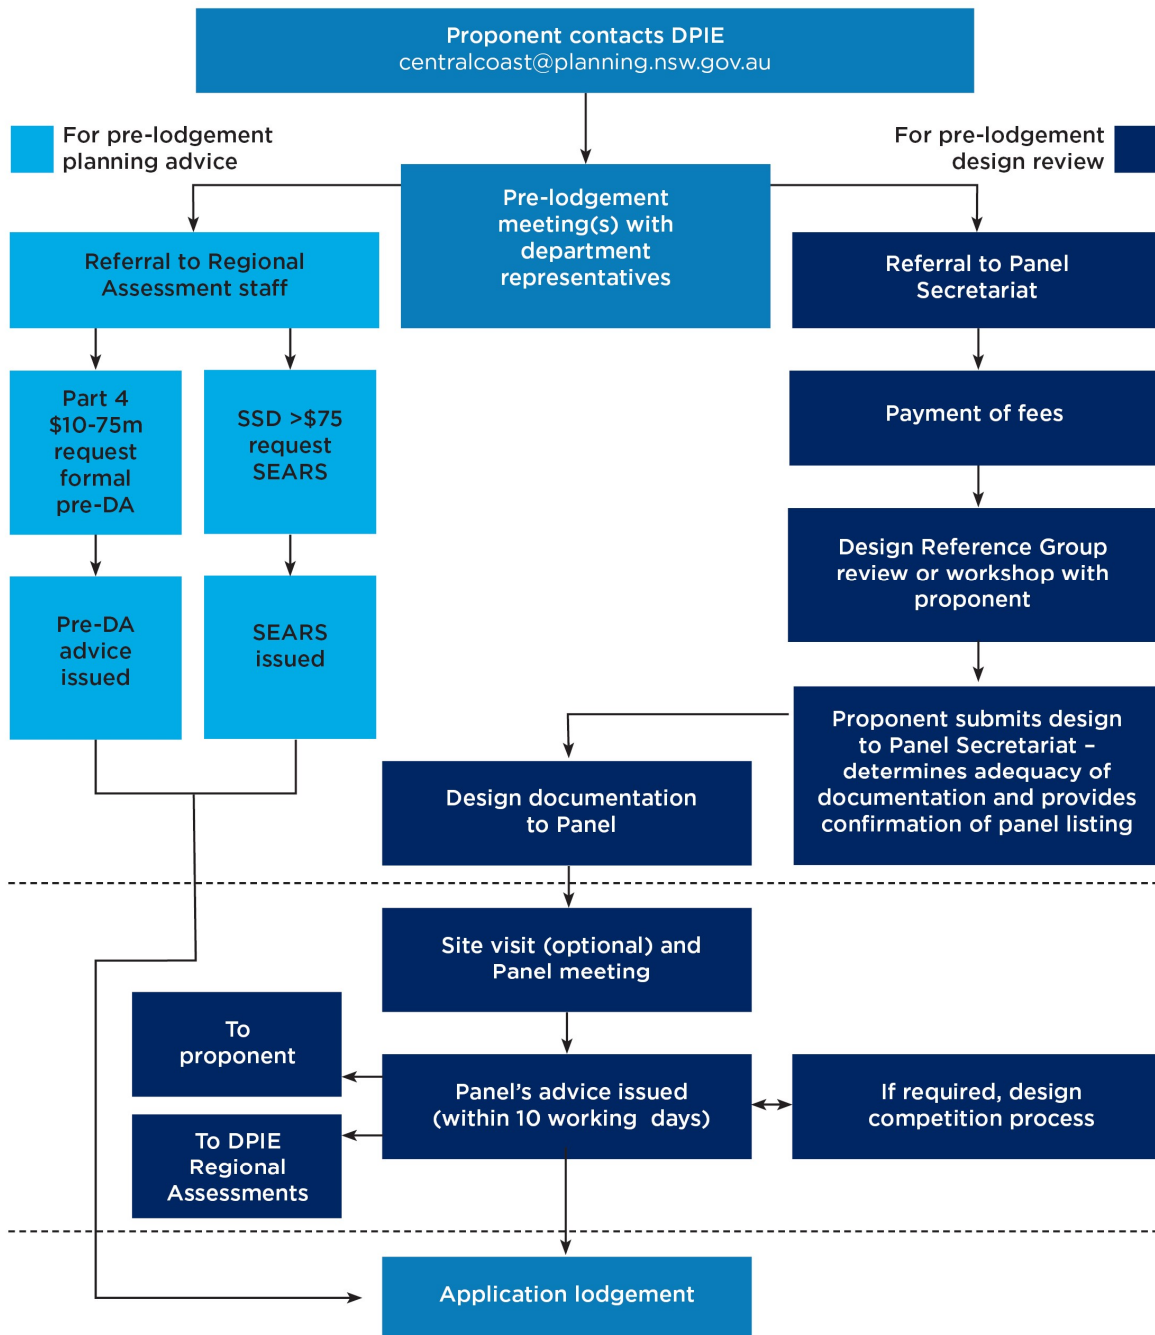 Proponent contacts DPIE
centralcoast@planning.nsw.gov.au
For pre-lodgement
planning advice
For pre-lodgement
design review
Pre-lodgement
meeting(s) with
department
representatives
Referral to Regional
Assessment staff
Referral to Panel
Secretariat
Part 4
$10-75m
request
formal
pre-DA
SSD >$75
request
SEARS
Payment of fees
Design Reference Group
review or workshop with
proponent
Pre-DA
advice
issued
SEARS
issued
Proponent submits design
to Panel Secretariat –
determines adequacy of
documentation and provides
confirmation of panel listing
Design documentation
to Panel
Site visit (optional) and
Panel meeting
To
proponent
Panel's advice issued
(within 10 working  days)
If required, design
competition process
To DPIE
Regional
Assessments
Application lodgement